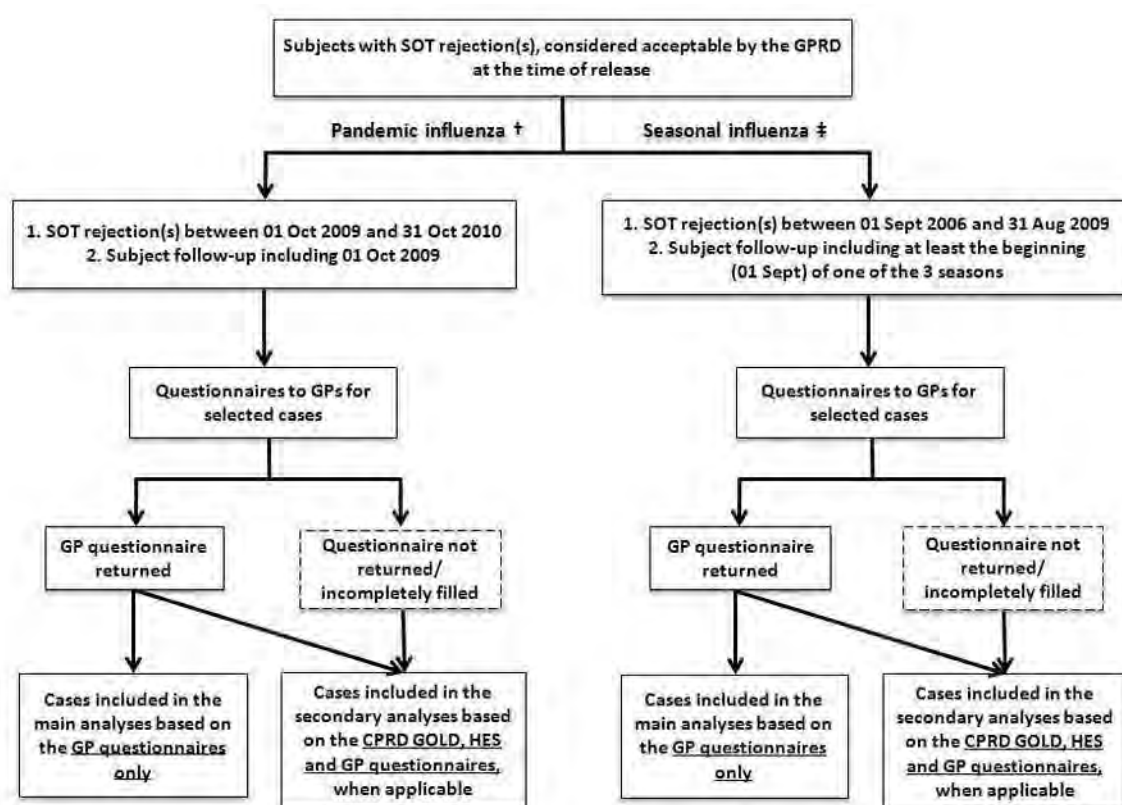 Subjects with SOT rejection(s), considered acceptable by the GPRD
at the time of release
Pandemic influenza †
Seasonal influenza ‡
1. SOT rejection(s) between 01 Oct 2009 and 31 Oct 2010
2. Subject follow-up including 01 Oct 2009
1. SOT rejection(s) between 01 Sept 2006 and 31 Aug 2009
2. Subject follow-up including at least the beginning
(01 Sept) of one of the 3 seasons
Questionnaires to GPs for
selected cases
Questionnaires to GPs for
selected cases
GP questionnaire
returned
Questionnaire not
returned/
incompletely filled
GP questionnaire
returned
Questionnaire not
returned/
incompletely filled
Cases included in the
main analyses based on
the GP questionnaires
only
Cases included in the
secondary analyses based
on the CPRD GOLD, HES
and GP questionnaires,
when applicable
Cases included in the
main analyses based on
the GP questionnaires
only
Cases included in the
secondary analyses based
on the CPRD GOLD, HES
and GP questionnaires,
when applicable